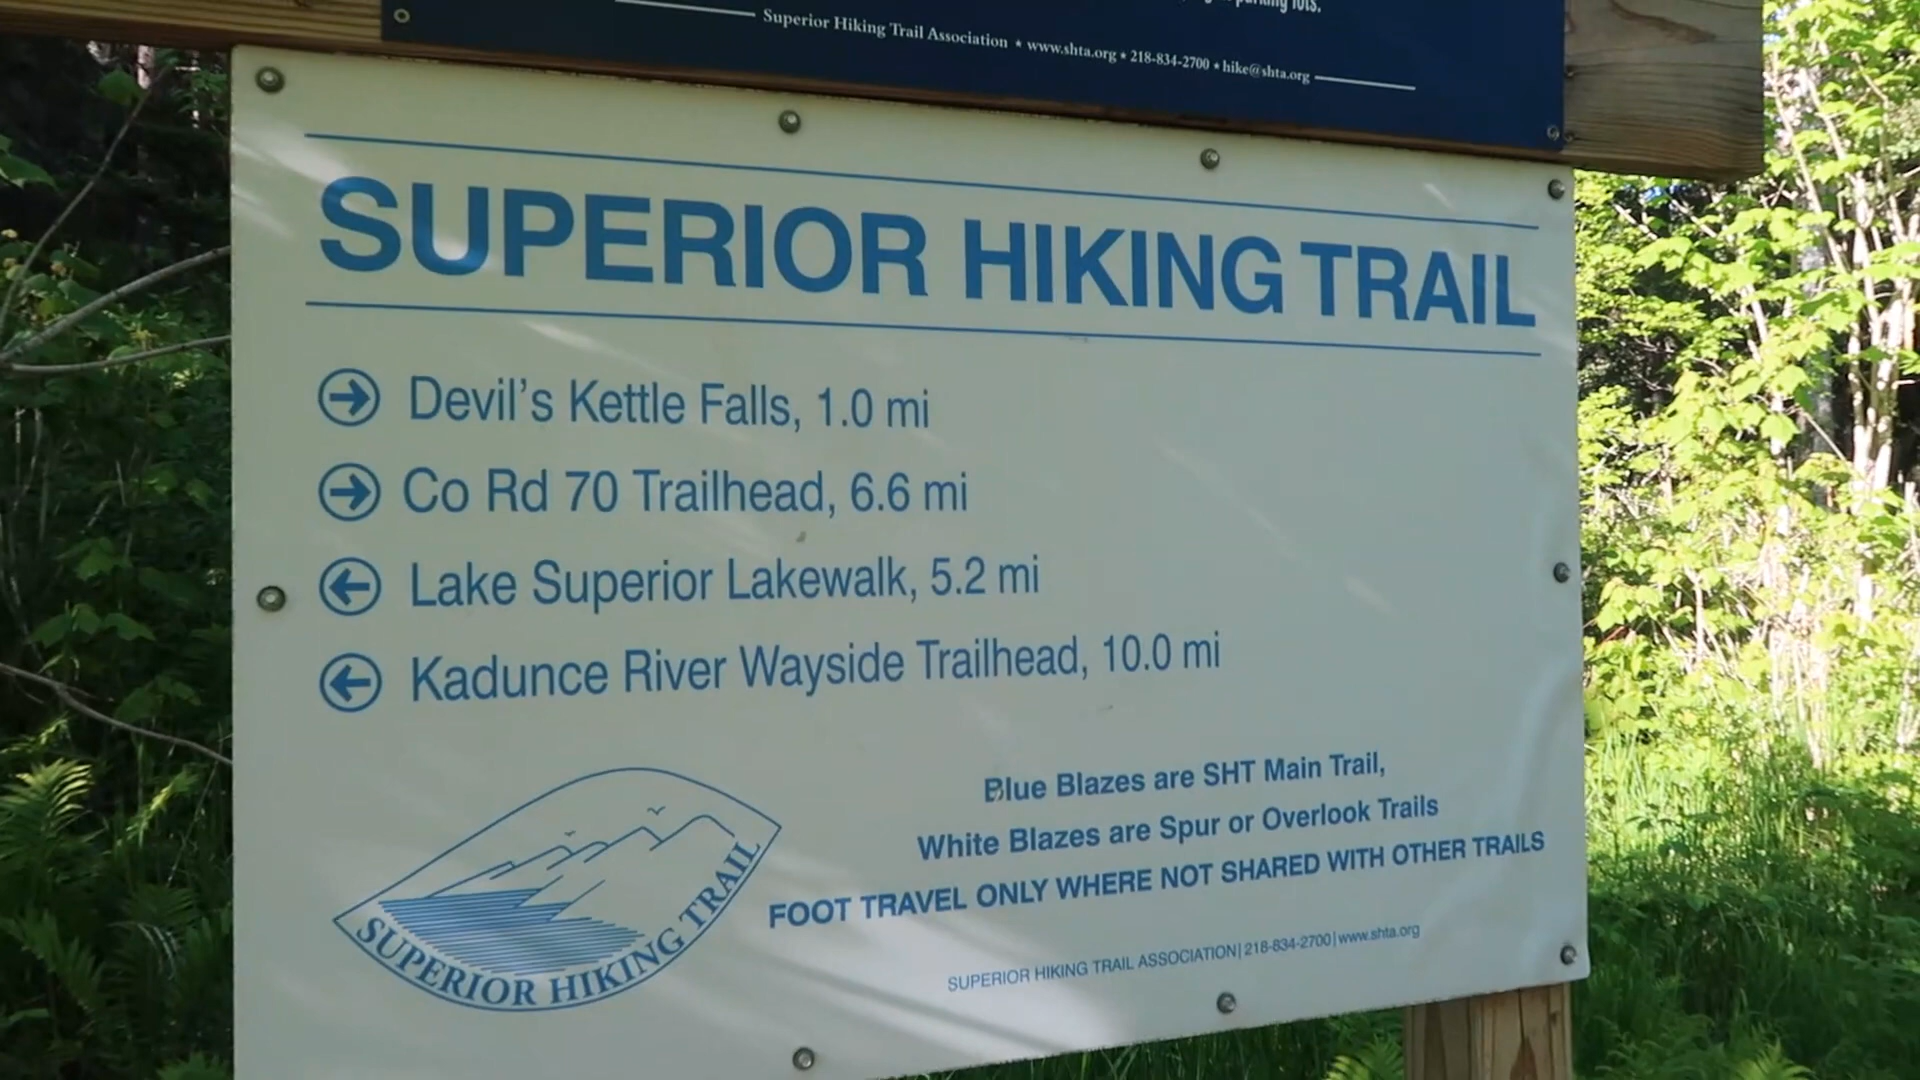 parking lots.
Superior Hiking Trail Association ★ www.shta.org ★ 218-834-2700 ★ hike@shta.org
SUPERIOR HIKING TRAIL
→ Devil's Kettle Falls, 1.0 mi
→ Co Rd 70 Trailhead, 6.6 mi
← Lake Superior Lakewalk, 5.2 mi
← Kadunce River Wayside Trailhead, 10.0 mi
Blue Blazes are SHT Main Trail,
White Blazes are Spur or Overlook Trails
FOOT TRAVEL ONLY WHERE NOT SHARED WITH OTHER TRAILS
SUPERIOR HIKING TRAIL ASSOCIATION|218-834-2700|www.shta.org
SUPERIOR HIKING TRAIL